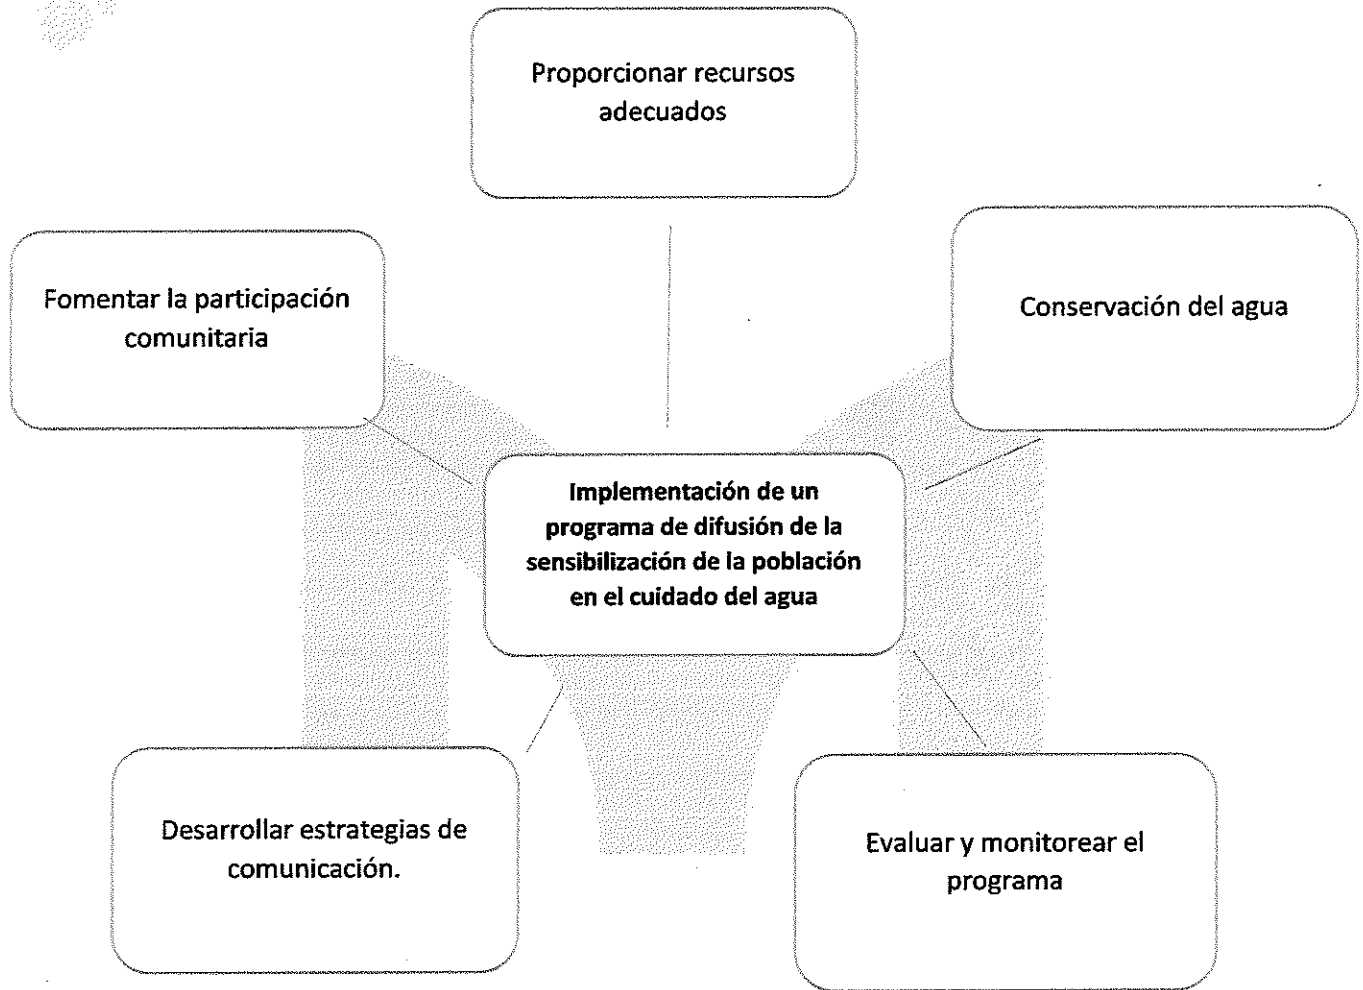 Proporcionar recursos
adecuados
Fomentar la participación
comunitaria
Conservación del agua
Implementación de un
programa de difusión de la
sensibilización de la población
en el cuidado del agua
Desarrollar estrategias de
comunicación.
Evaluar y monitorear el
programa